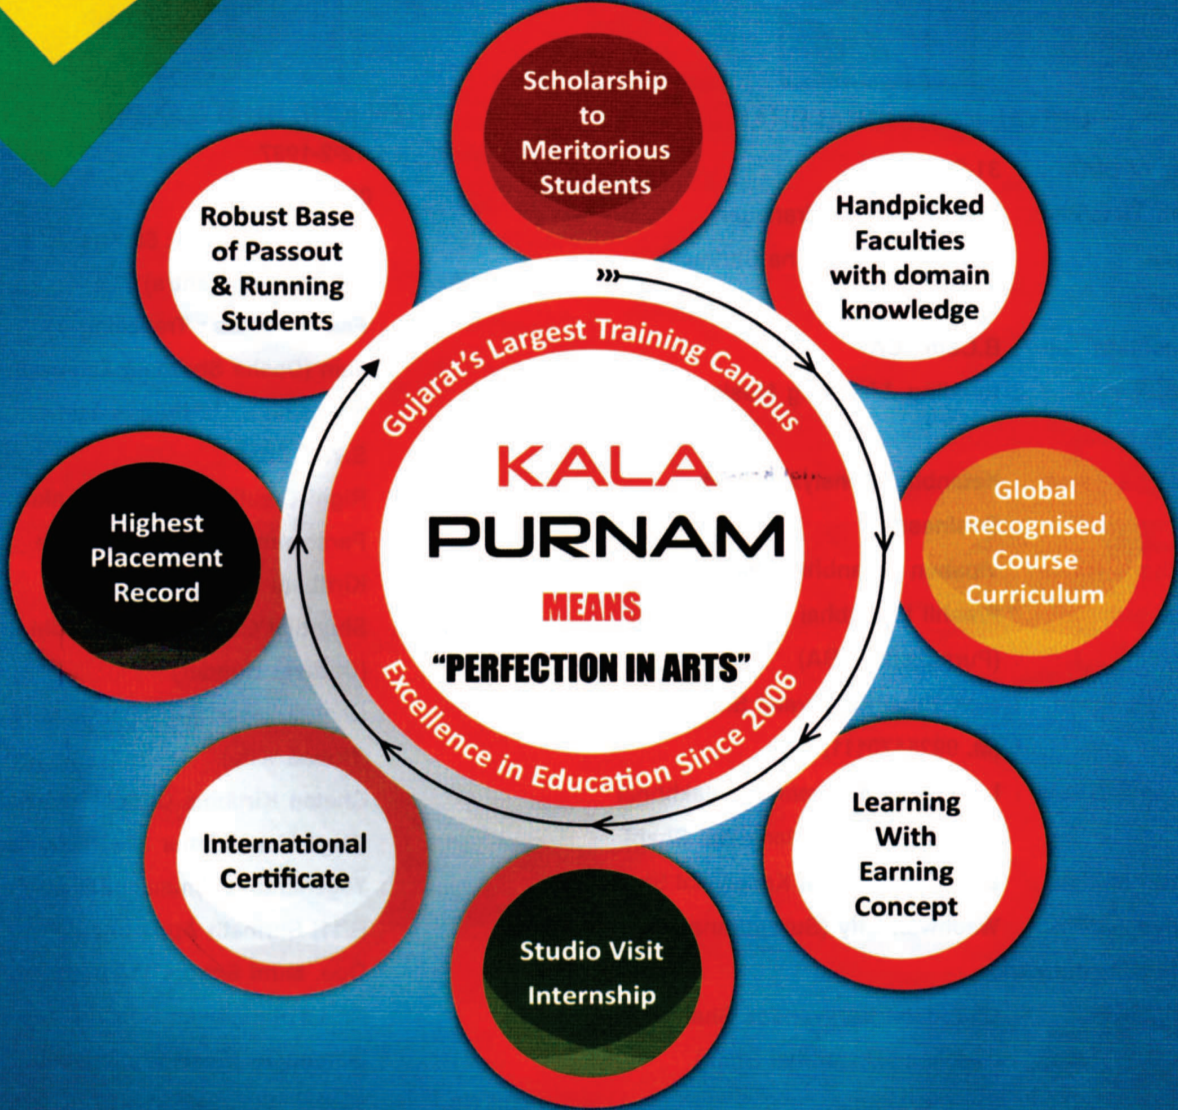 Scholarship
to
Meritorious
Students
Handpicked
Faculties
with domain
knowledge
Global
Recognised
Course
Curriculum
Learning
With
Earning
Concept
Studio Visit
Internship
International
Certificate
Highest
Placement
Record
Robust Base
of Passout
& Running
Students
Gujarat's Largest Training Campus
KALA
PURNAM
MEANS
“PERFECTION IN ARTS”
Excellence in Education Since 2006